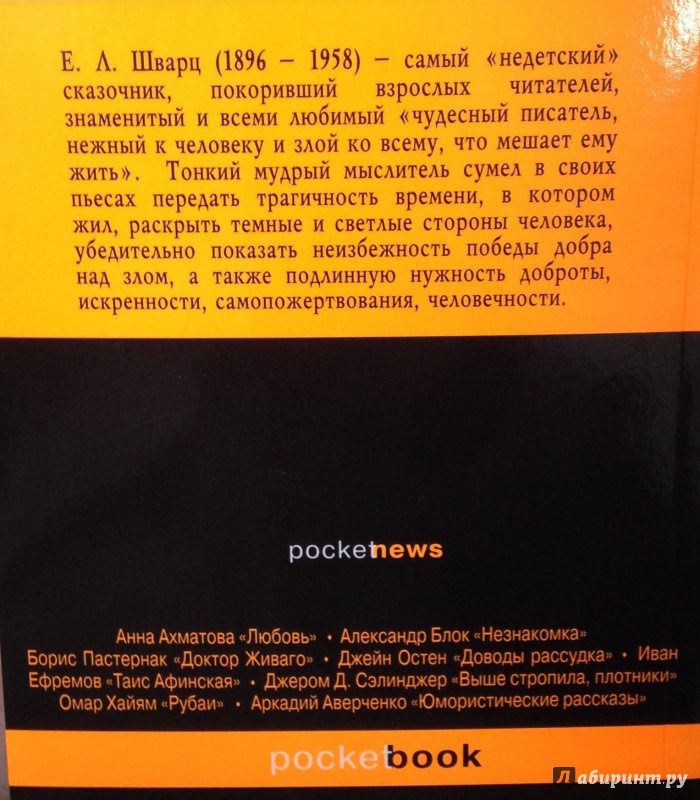 Е. Л. Шварц (1896 – 1958) – самый «недетский»
сказочник, покоривший взрослых читателей,
знаменитый и всеми любимый «чудесный писатель,
нежный к человеку и злой ко всему, что мешает ему
жить». Тонкий мудрый мыслитель сумел в своих
пьесах передать трагичность времени, в котором
жил, раскрыть темные и светлые стороны человека,
убедительно показать неизбежность победы добра
над злом, а также подлинную нужность доброты,
искренности, самопожертвования, человечности.
pocketnews
Анна Ахматова «Любовь» • Александр Блок «Незнакомка»
Борис Пастернак «Доктор Живаго» • Джейн Остен «Доводы рассудка» • Иван
Ефремов «Таис Афинская» • Джером Д. Сэлинджер «Выше стропила, плотники»
Омар Хайям «Рубаи» • Аркадий Аверченко «Юмористические рассказы»
pocketbook
Лабиринт.ру